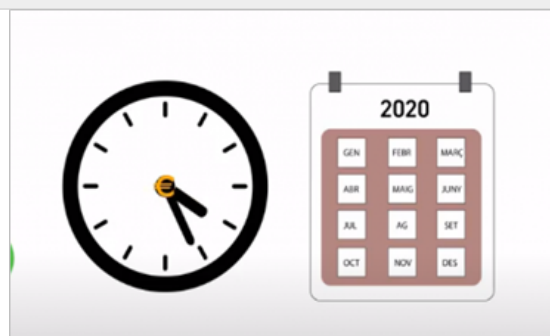 €
2020
GEN FEBR MARÇ
ABR MAIG JUNY
JUL AG SET
OCT NOV DES